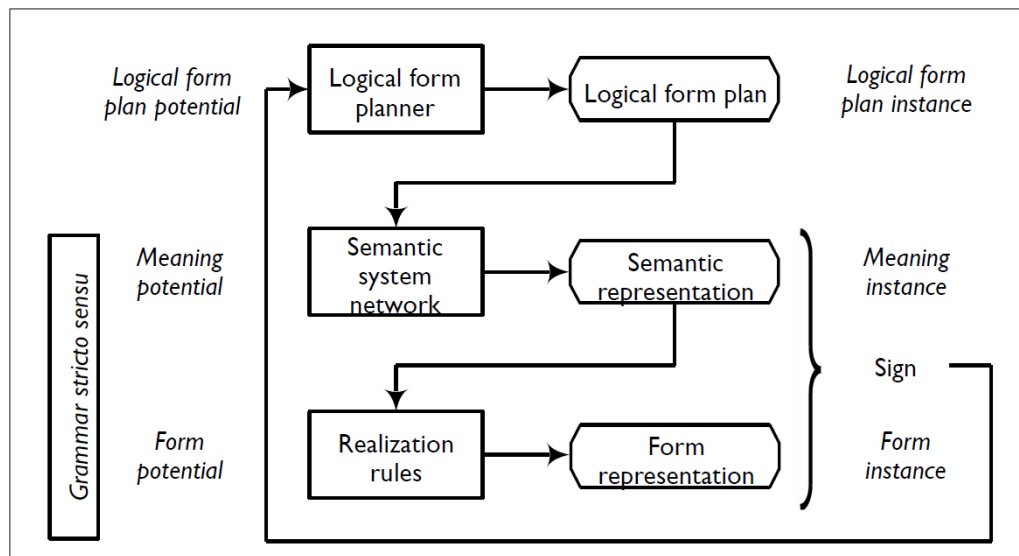 Logical form
plan potential
Logical form
planner
Logical form plan
Logical form
plan instance
Grammar stricto sensu
Meaning
potential
Semantic
system
network
Semantic
representation
Meaning
instance
Sign
Form
potential
Realization
rules
Form
representation
Form
instance